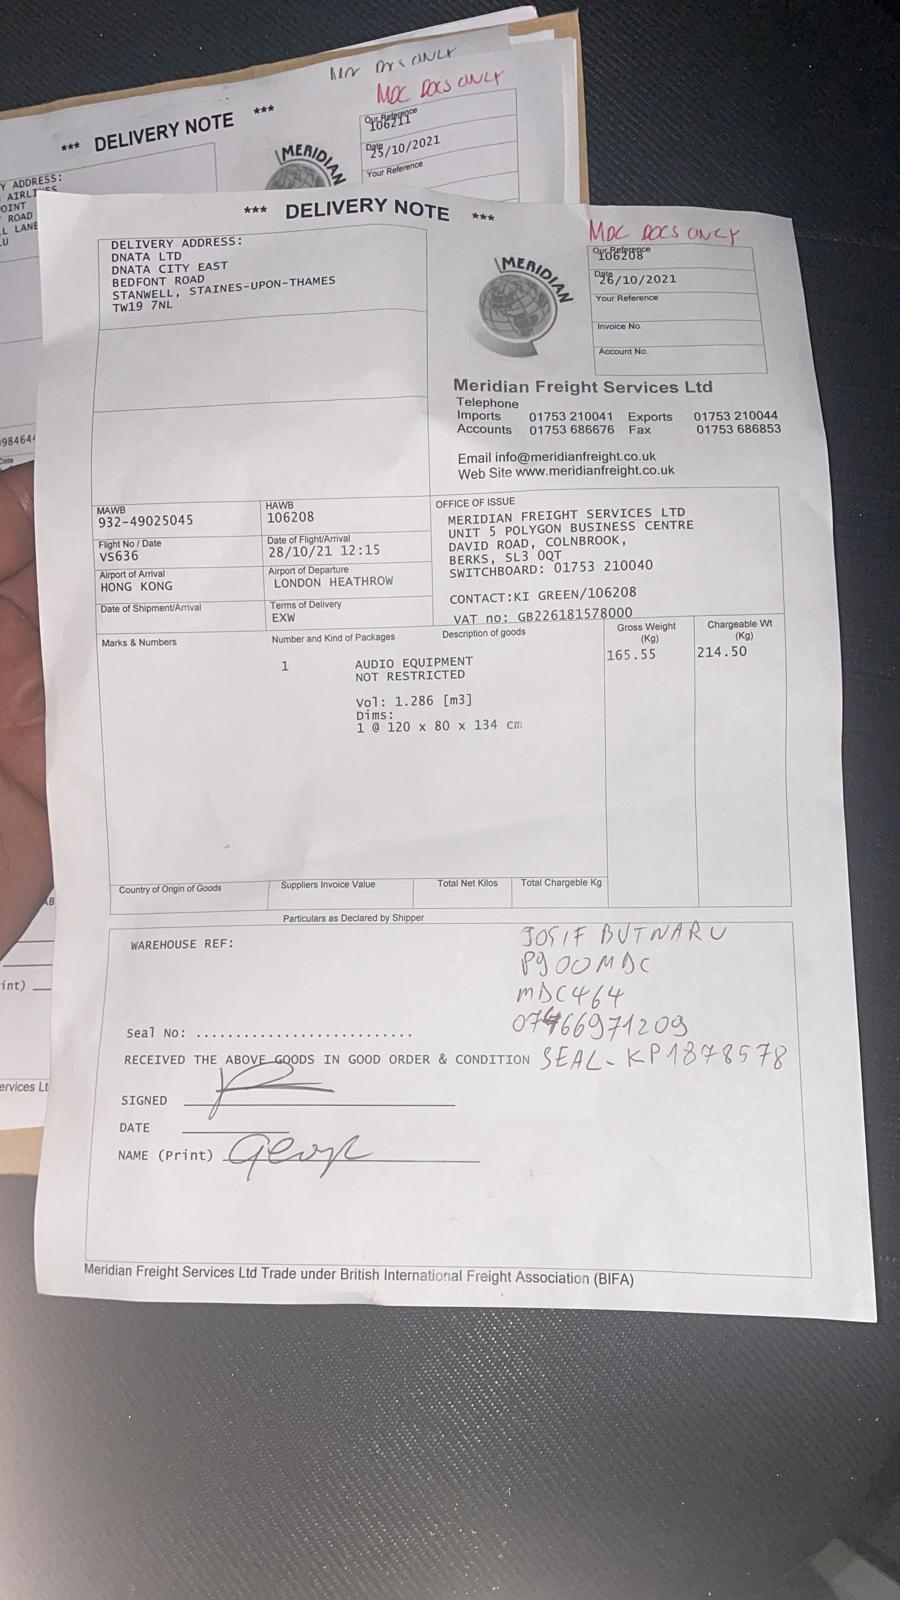 DOCS ONLY
MDC DOCS ONLY
*** DELIVERY NOTE ***
MERIDIAN
Our Reference
106211
Date
25/10/2021
Your Reference
Y ADDRESS:
OINT
ROAD
L LANE
LU
098464
Date
int)
ervices Lt
*** DELIVERY NOTE ***
MDC DOCS ONLY
DELIVERY ADDRESS:
DNATA LTD
DNATA CITY EAST
BEDFONT ROAD
STANWELL, STAINES-UPON-THAMES
TW19 7NL
MERIDIAN
Our Reference
106208
Date
26/10/2021
Your Reference
Invoice No.
Account No.
Meridian Freight Services Ltd
Telephone
Imports 01753 210041 Exports 01753 210044
Accounts 01753 686676 Fax 01753 686853
Email info@meridianfreight.co.uk
Web Site www.meridianfreight.co.uk
MAWB
932-49025045
HAWB
106208
Flight No / Date
VS636
Date of Flight/Arrival
28/10/21 12:15
Airport of Arrival
HONG KONG
Airport of Departure
LONDON HEATHROW
Date of Shipment/Arrival
Terms of Delivery
EXW
OFFICE OF ISSUE
MERIDIAN FREIGHT SERVICES LTD
UNIT 5 POLYGON BUSINESS CENTRE
DAVID ROAD, COLNBROOK,
BERKS, SL3 0QT
SWITCHBOARD: 01753 210040
CONTACT:KI GREEN/106208
VAT no: GB226181578000
Marks & Numbers
Number and Kind of Packages
Description of goods
Gross Weight
(Kg)
Chargeable Wt
(Kg)
1 AUDIO EQUIPMENT 165.55 214.50
NOT RESTRICTED
Vol: 1.286 [m3]
Dims:
1 @ 120 x 80 x 134 cm
Country of Origin of Goods
Suppliers Invoice Value
Total Net Kilos
Total Chargeable Kg
Particulars as Declared by Shipper
WAREHOUSE REF:
JOSIF BUTNARU
P900MDC
MDC464
07466971209
Seal No: ..........................
RECEIVED THE ABOVE GOODS IN GOOD ORDER & CONDITION SEAL-KP1878578
SIGNED
DATE
NAME (Print)
Meridian Freight Services Ltd Trade under British International Freight Association (BIFA)